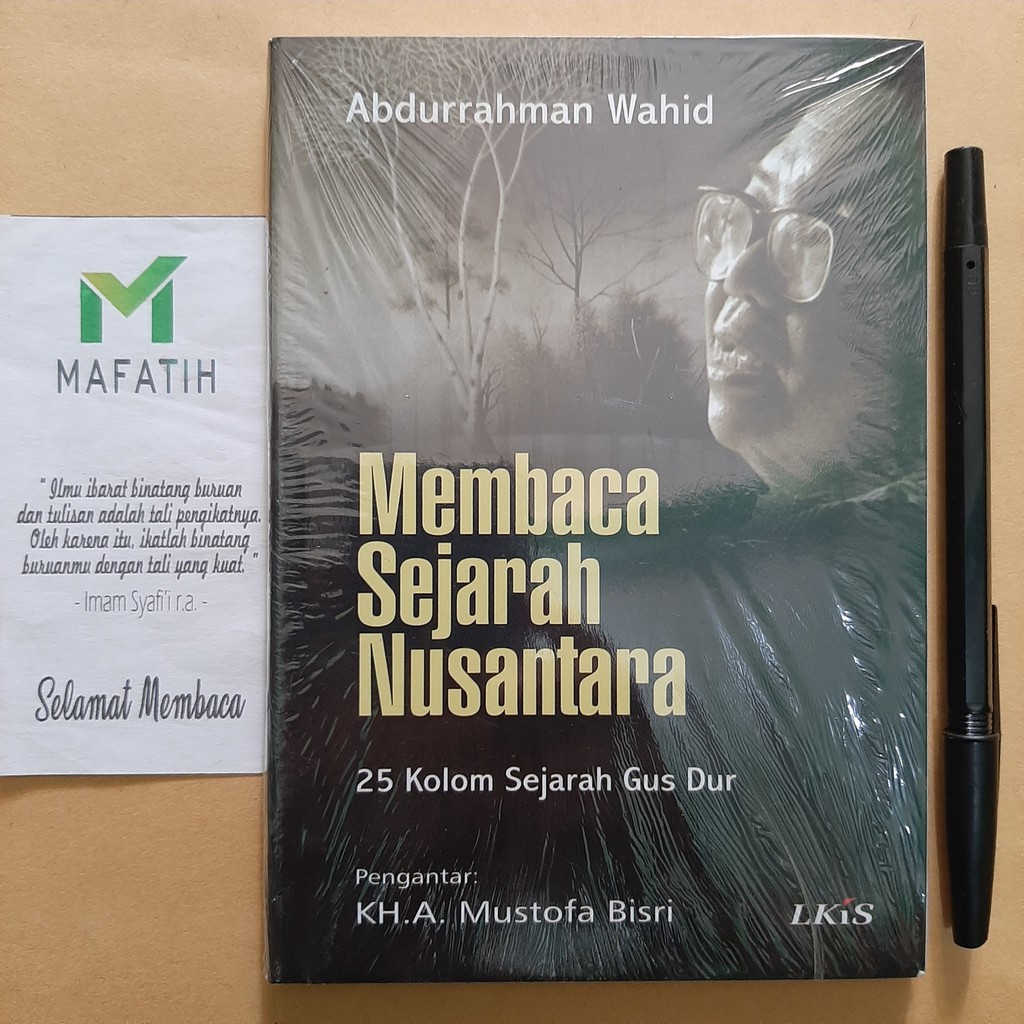 MAFATIH
" Ilmu ibarat binatang buruan
dan tulisan adalah tali pengikatnya.
Oleh karena itu, ikatlah binatang
buruanmu dengan tali yang kuat. "
- Imam Syafi'i r.a. -
Selamat Membaca
Abdurrahman Wahid
Membaca
Sejarah
Nusantara
25 Kolom Sejarah Gus Dur
Pengantar:
KH.A. Mustofa Bisri
LKiS